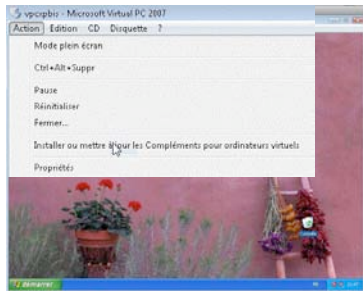 vpcxpbis - Microsoft Virtual PC 2007
Action Edition CD Disquette ?
Mode plein écran
Ctrl+Alt+Suppr
Pause
Réinitialiser
Fermer...
Installer ou mettre à jour les Compléments pour ordinateurs virtuels
Propriétés
démarrer